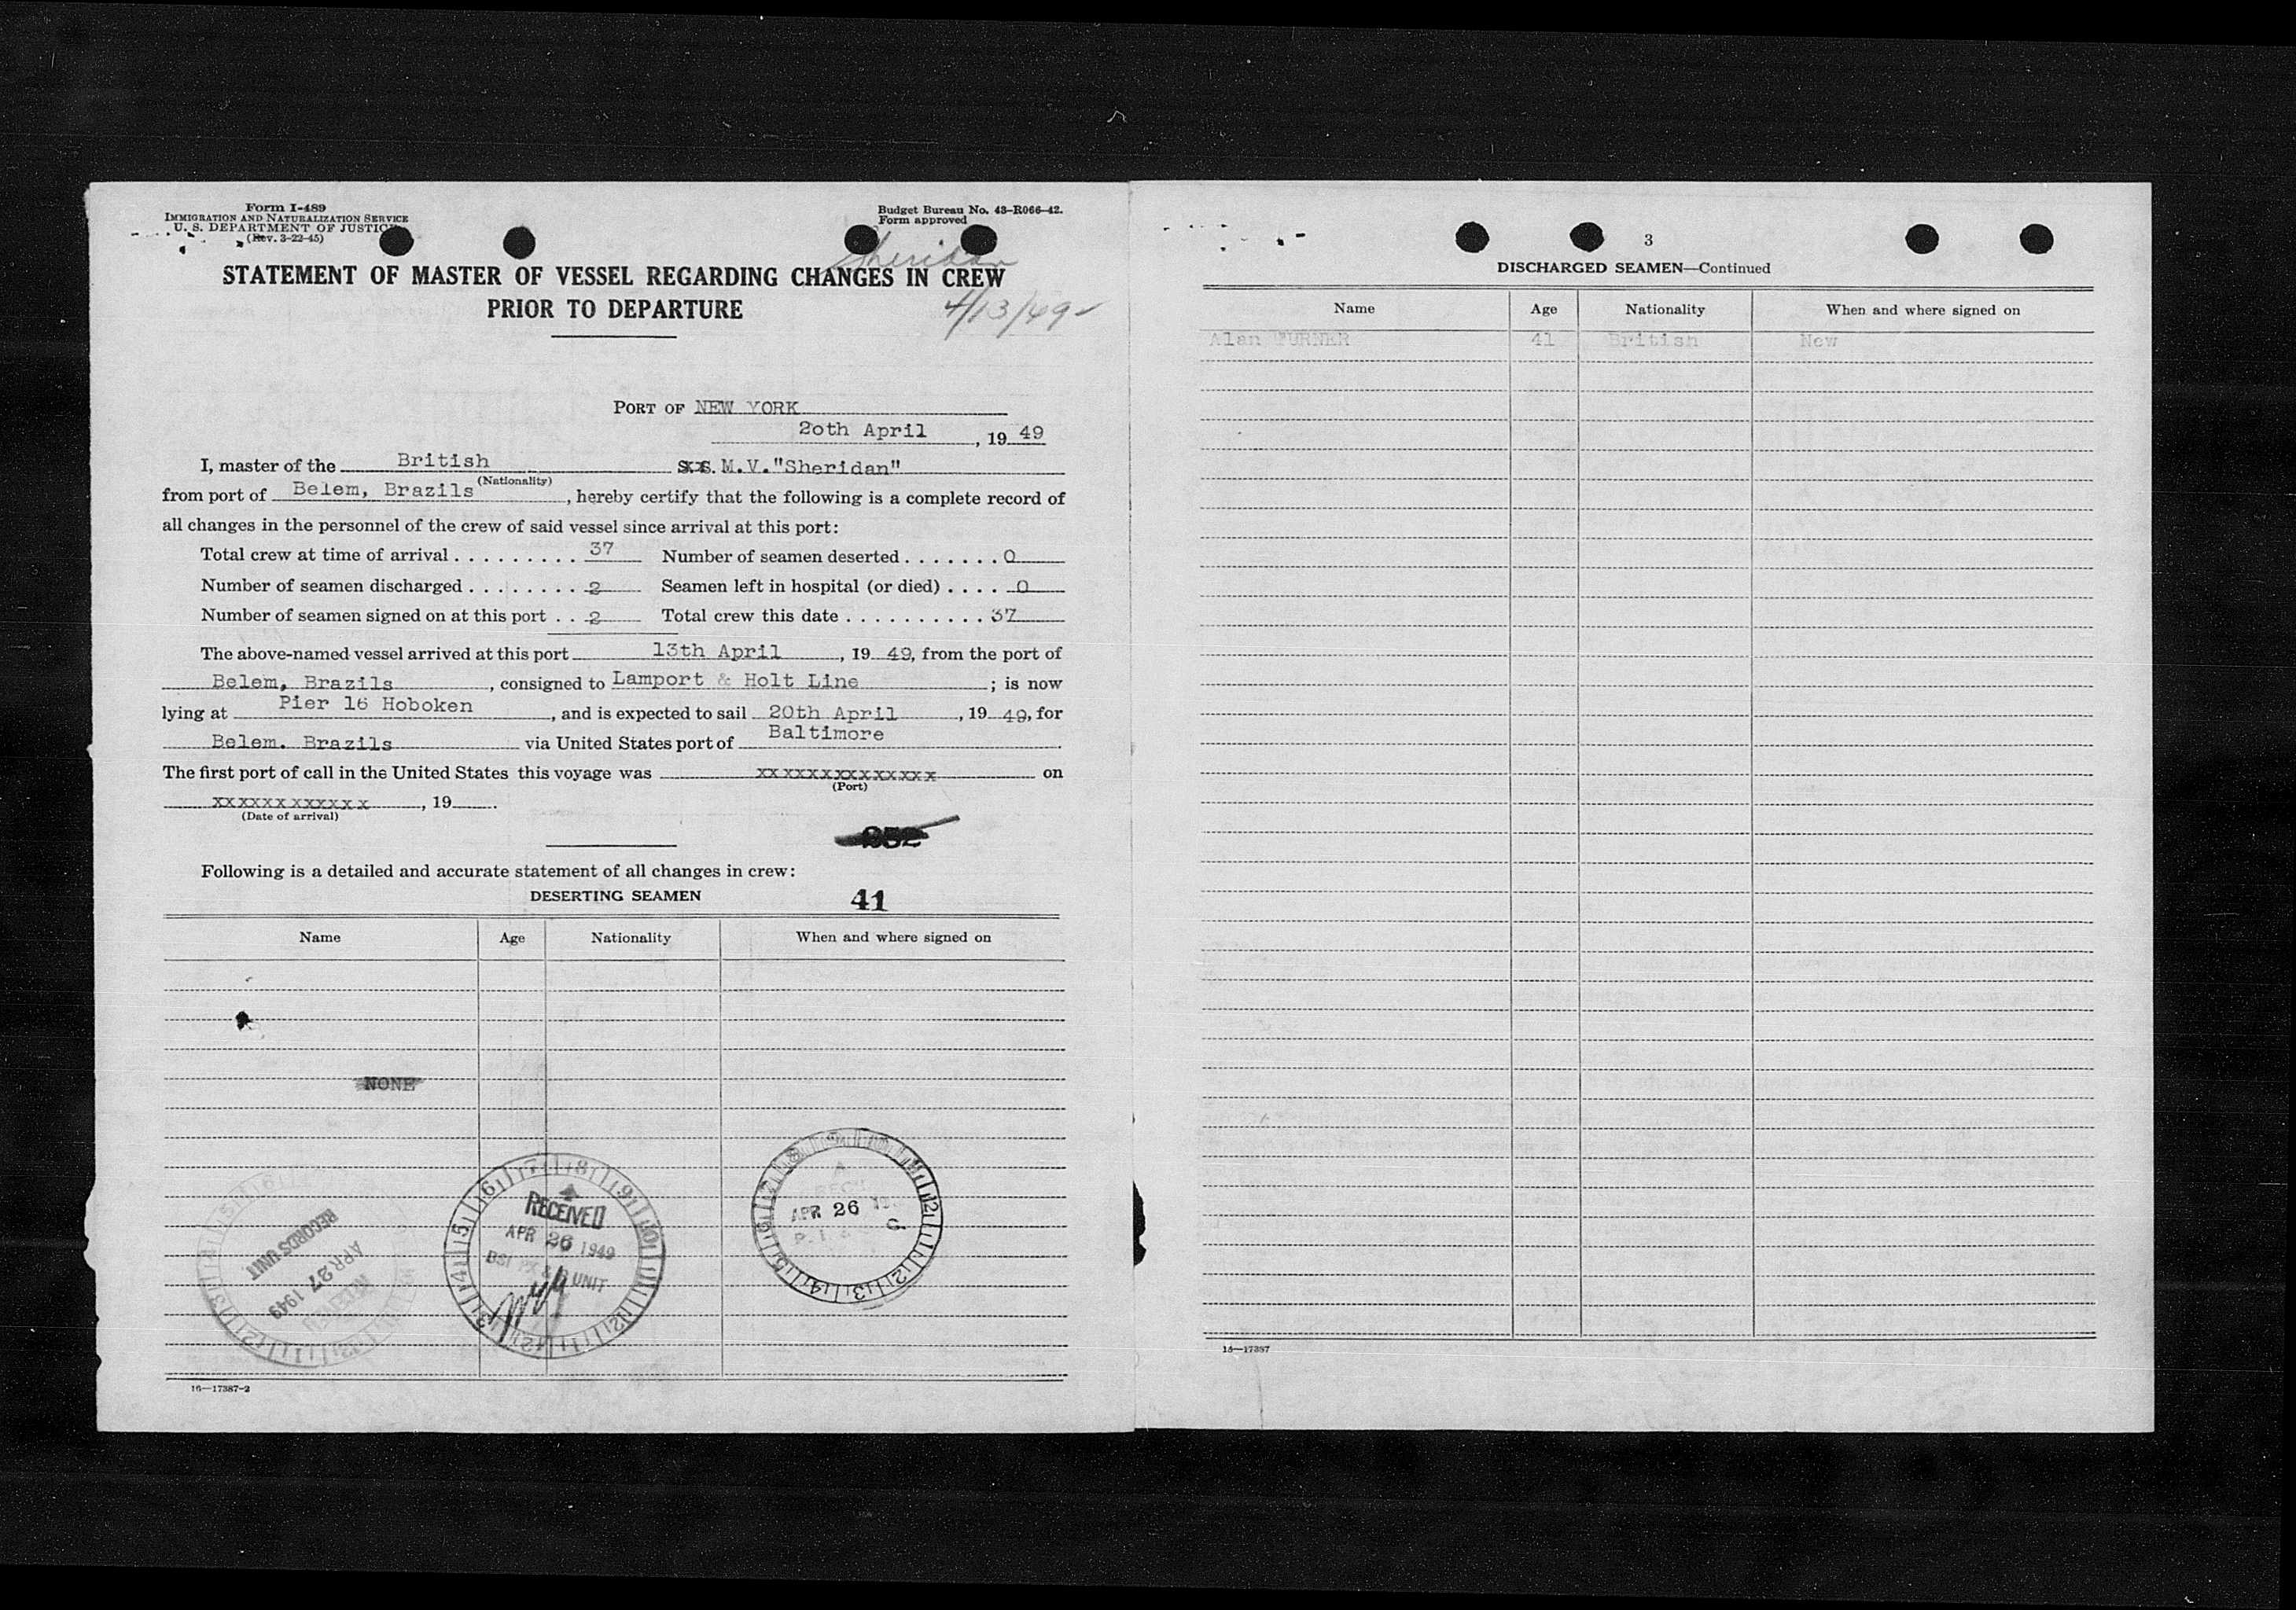 Form I-489
IMMIGRATION AND NATURALIZATION SERVICE
U. S. DEPARTMENT OF JUSTICE
(Rev. 3-22-45)
Budget Bureau No. 43-R066-42.
Form approved
Sheridan
STATEMENT OF MASTER OF VESSEL REGARDING CHANGES IN CREW
PRIOR TO DEPARTURE
4/13/49
PORT OF NEW YORK
20th April, 19 49
I, master of the British S.S. M.V."Sheridan"
(Nationality)
from port of Belem, Brazils, hereby certify that the following is a complete record of
all changes in the personnel of the crew of said vessel since arrival at this port:
Total crew at time of arrival . . . . . . . . . 37 Number of seamen deserted . . . . . . . 0
Number of seamen discharged . . . . . . . . 2 Seamen left in hospital (or died) . . . . 0
Number of seamen signed on at this port . . 2 Total crew this date . . . . . . . . . . 37
The above-named vessel arrived at this port 13th April, 19 49, from the port of
Belem, Brazils, consigned to Lamport & Holt Line; is now
lying at Pier 16 Hoboken, and is expected to sail 20th April, 19 49, for
Belem. Brazils via United States port of Baltimore
The first port of call in the United States this voyage was xxxxxxxxxxxxxx on
(Port)
xxxxxxxxxxxx, 19
(Date of arrival)
Following is a detailed and accurate statement of all changes in crew:
DESERTING SEAMEN
41
Name Age Nationality When and where signed on
NONE
RECORDS UNIT
APR 27 1949
RECEIVED
APR 26 1949
UNIT
APR 26
16—17387-2
3
DISCHARGED SEAMEN—Continued
Name Age Nationality When and where signed on
Alan TURNER 41 British New
16—17387